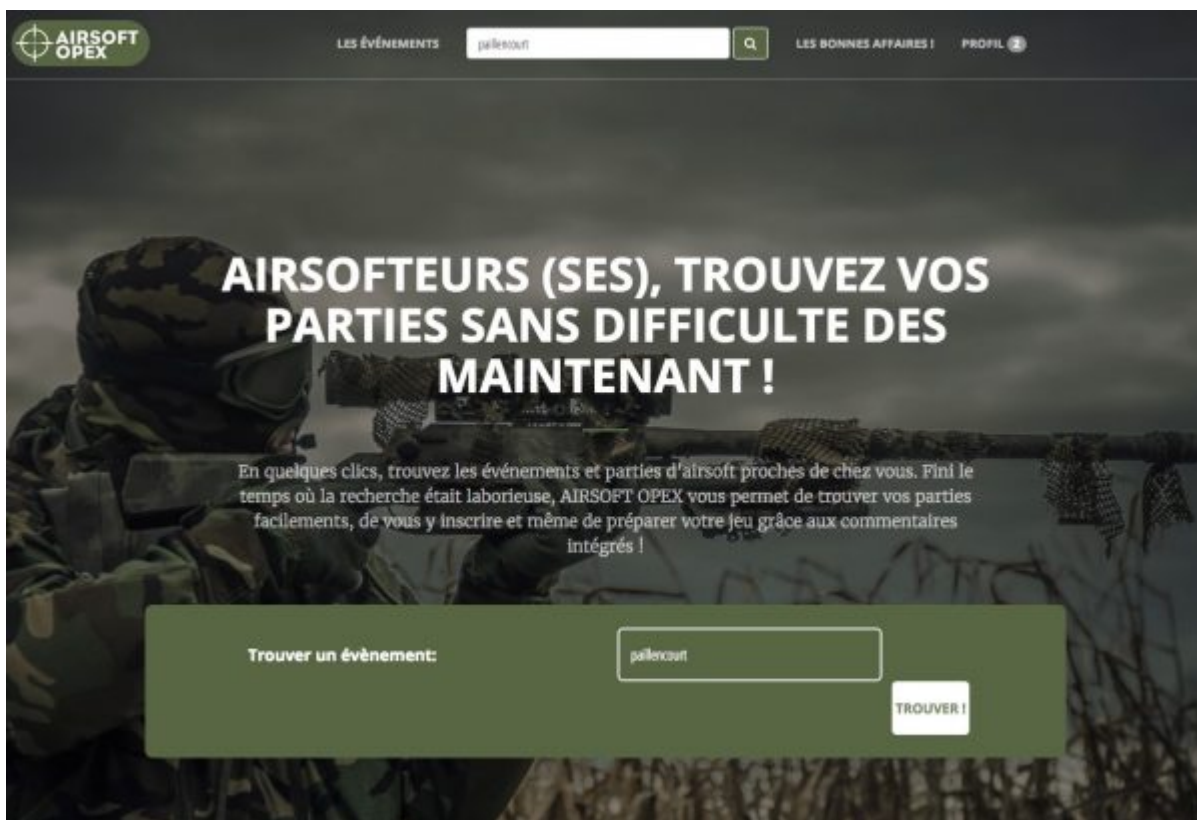 AIRSOFT
OPEX
LES ÉVÉNEMENTS
paillencourt
LES BONNES AFFAIRES !
PROFIL 2
AIRSOFTEURS (SES), TROUVEZ VOS
PARTIES SANS DIFFICULTE DES
MAINTENANT !
En quelques clics, trouvez les événements et parties d'airsoft proches de chez vous. Fini le
temps où la recherche était laborieuse, AIRSOFT OPEX vous permet de trouver vos parties
facilements, de vous y inscrire et même de préparer votre jeu grâce aux commentaires
intégrés !
Trouver un évènement:
paillencourt
TROUVER !